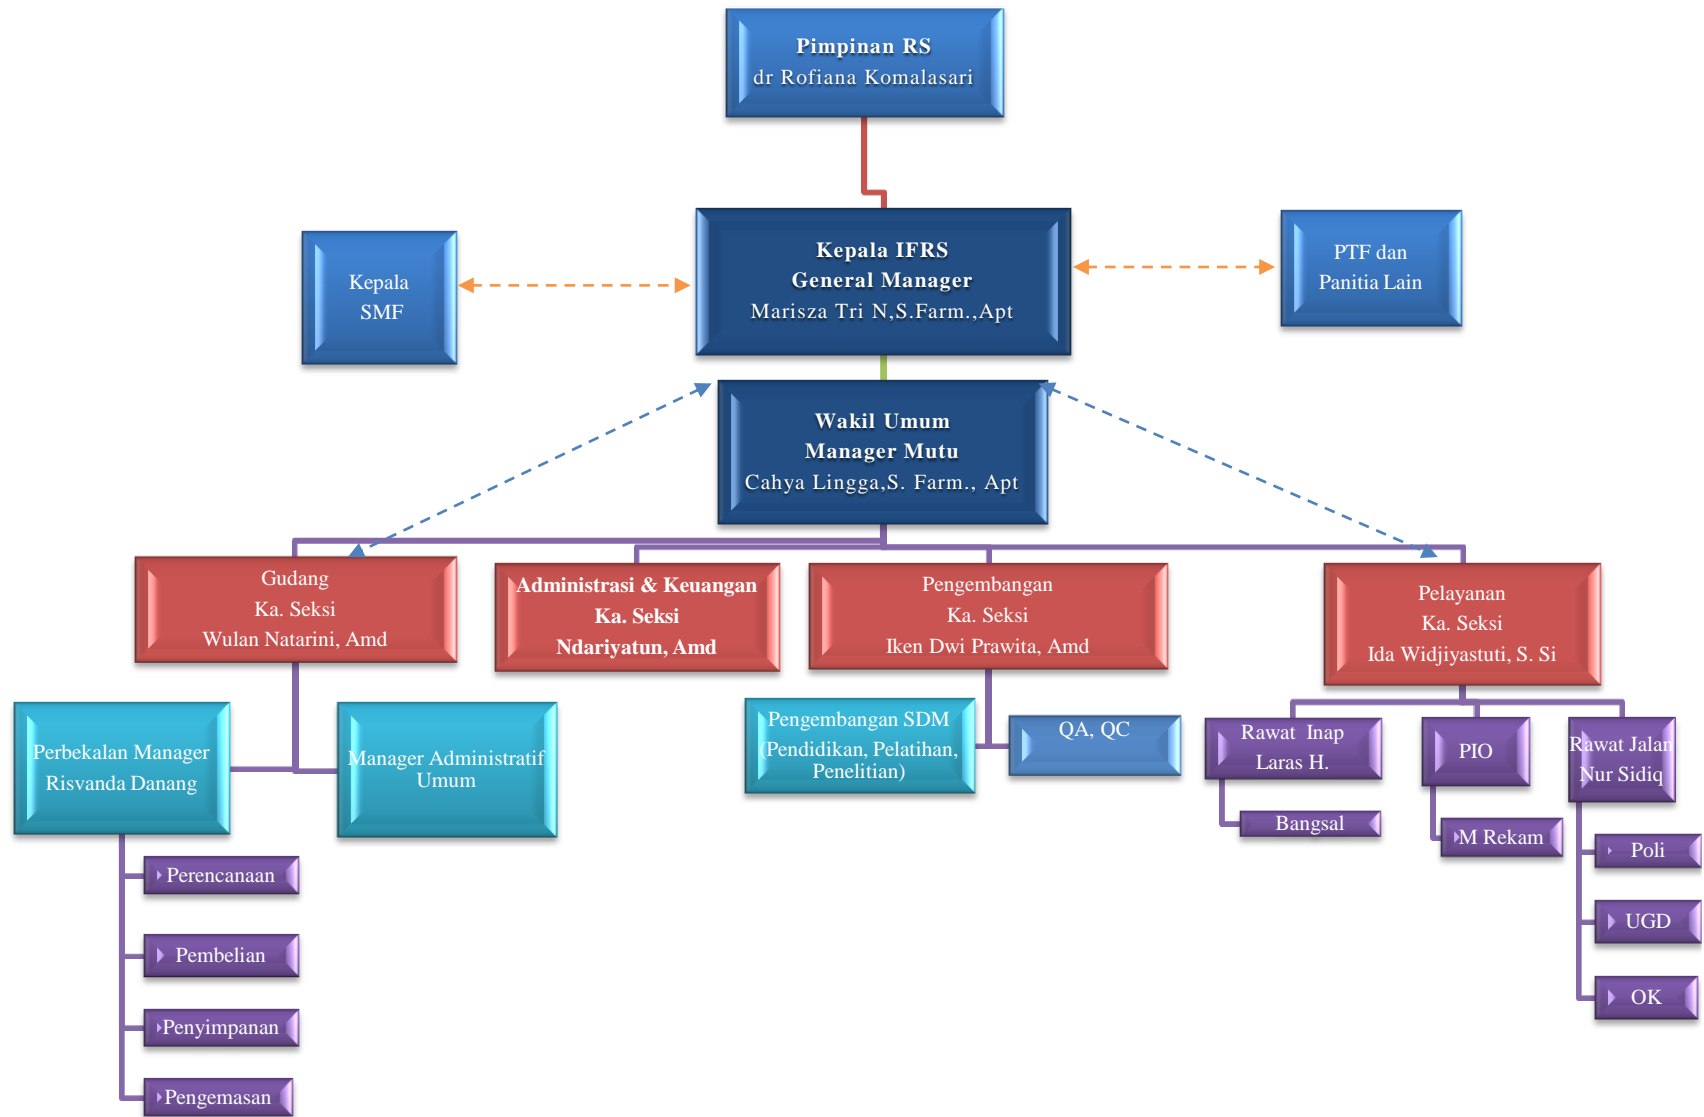 Pimpinan RS
dr Rofiana Komalasari
Kepala
SMF
Kepala IFRS
General Manager
Marisza Tri N,S.Farm.,Apt
PTF dan
Panitia Lain
Wakil Umum
Manager Mutu
Cahya Lingga,S. Farm., Apt
Gudang
Ka. Seksi
Wulan Natarini, Amd
Administrasi & Keuangan
Ka. Seksi
Ndariyatun, Amd
Pengembangan
Ka. Seksi
Iken Dwi Prawita, Amd
Pelayanan
Ka. Seksi
Ida Widjiyastuti, S. Si
Perbekalan Manager
Risvanda Danang
Manager Administratif
Umum
Pengembangan SDM
(Pendidikan, Pelatihan,
Penelitian)
QA, QC
Rawat Inap
Laras H.
PIO
Rawat Jalan
Nur Sidiq
Bangsal
M Rekam
Poli
UGD
OK
Perencanaan
Pembelian
Penyimpanan
Pengemasan